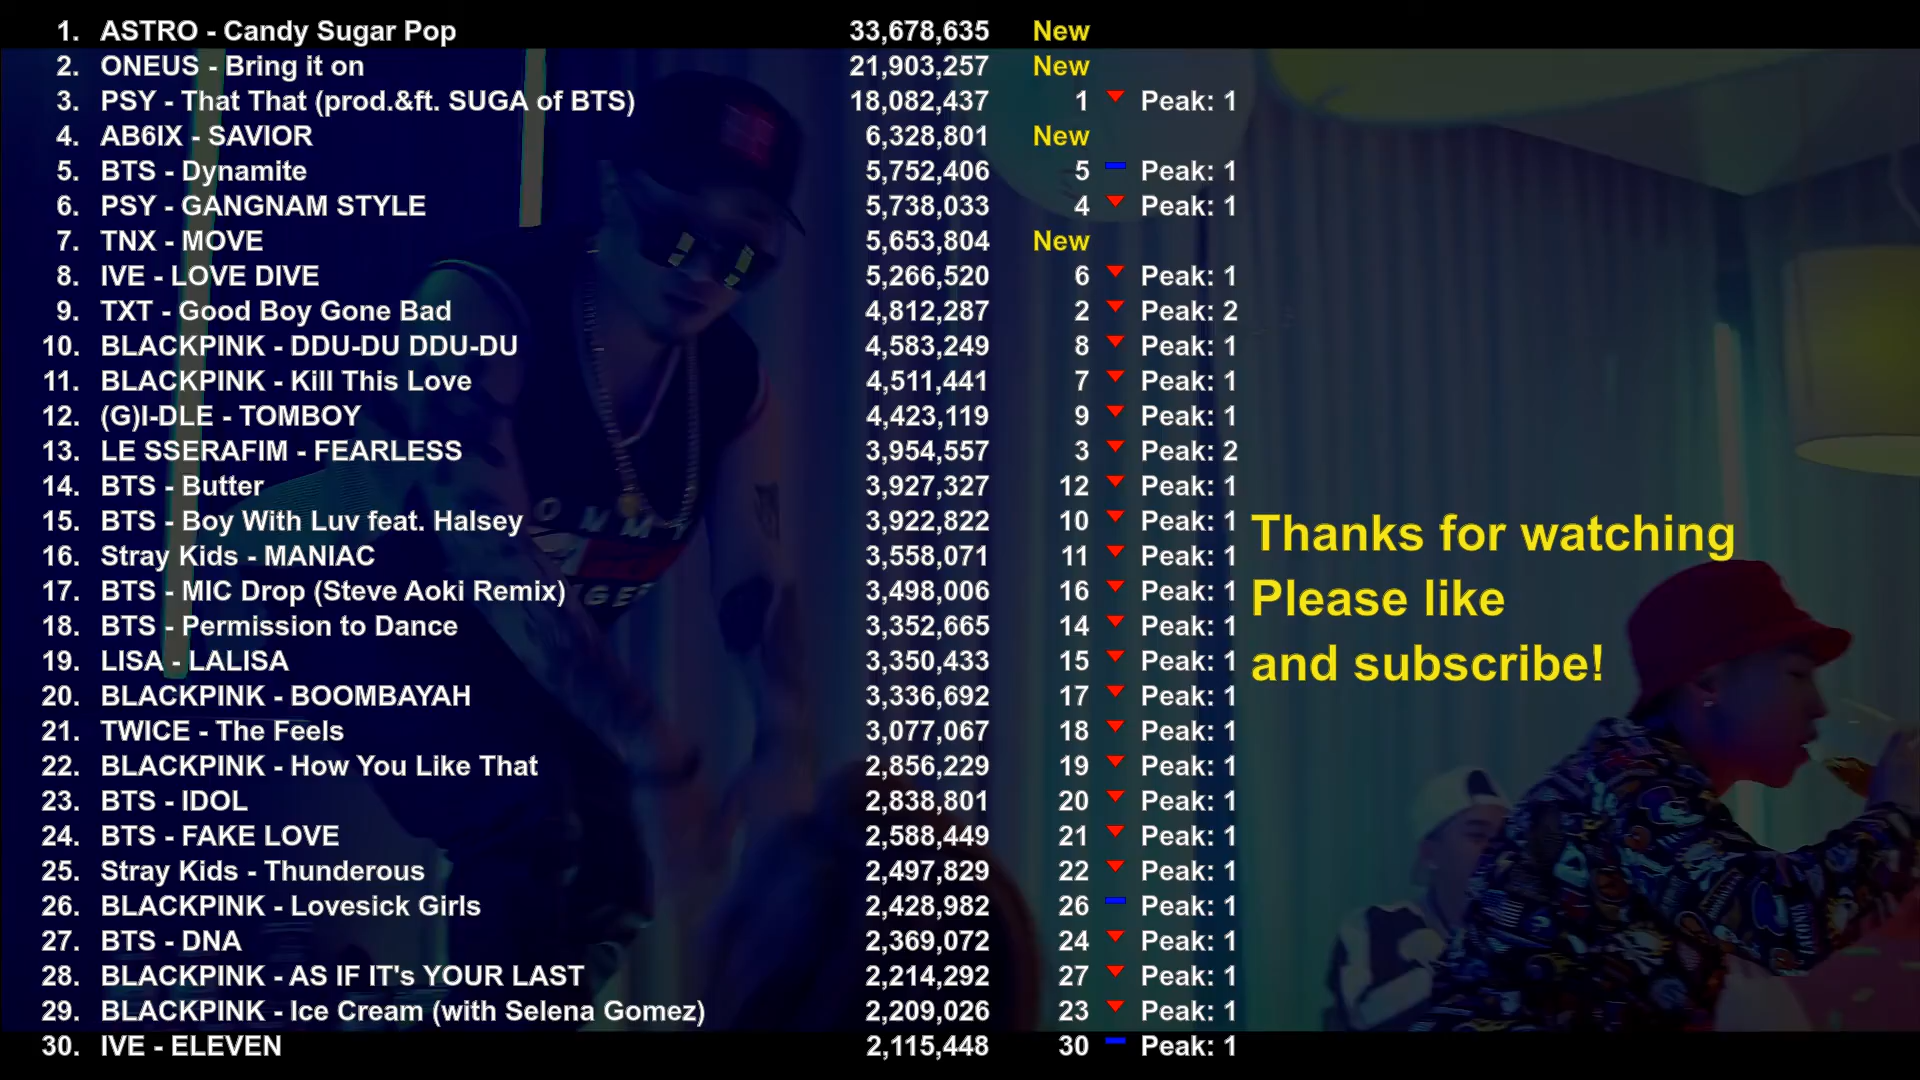 1. ASTRO - Candy Sugar Pop 33,678,635 New
2. ONEUS - Bring it on 21,903,257 New
3. PSY - That That (prod.&ft. SUGA of BTS) 18,082,437 1 Peak: 1
4. AB6IX - SAVIOR 6,328,801 New
5. BTS - Dynamite 5,752,406 5 Peak: 1
6. PSY - GANGNAM STYLE 5,738,033 4 Peak: 1
7. TNX - MOVE 5,653,804 New
8. IVE - LOVE DIVE 5,266,520 6 Peak: 1
9. TXT - Good Boy Gone Bad 4,812,287 2 Peak: 2
10. BLACKPINK - DDU-DU DDU-DU 4,583,249 8 Peak: 1
11. BLACKPINK - Kill This Love 4,511,441 7 Peak: 1
12. (G)I-DLE - TOMBOY 4,423,119 9 Peak: 1
13. LE SSERAFIM - FEARLESS 3,954,557 3 Peak: 2
14. BTS - Butter 3,927,327 12 Peak: 1
15. BTS - Boy With Luv feat. Halsey 3,922,822 10 Peak: 1
16. Stray Kids - MANIAC 3,558,071 11 Peak: 1
17. BTS - MIC Drop (Steve Aoki Remix) 3,498,006 16 Peak: 1
18. BTS - Permission to Dance 3,352,665 14 Peak: 1
19. LISA - LALISA 3,350,433 15 Peak: 1
20. BLACKPINK - BOOMBAYAH 3,336,692 17 Peak: 1
21. TWICE - The Feels 3,077,067 18 Peak: 1
22. BLACKPINK - How You Like That 2,856,229 19 Peak: 1
23. BTS - IDOL 2,838,801 20 Peak: 1
24. BTS - FAKE LOVE 2,588,449 21 Peak: 1
25. Stray Kids - Thunderous 2,497,829 22 Peak: 1
26. BLACKPINK - Lovesick Girls 2,428,982 26 Peak: 1
27. BTS - DNA 2,369,072 24 Peak: 1
28. BLACKPINK - AS IF IT's YOUR LAST 2,214,292 27 Peak: 1
29. BLACKPINK - Ice Cream (with Selena Gomez) 2,209,026 23 Peak: 1
30. IVE - ELEVEN 2,115,448 30 Peak: 1
Thanks for watching
Please like
and subscribe!